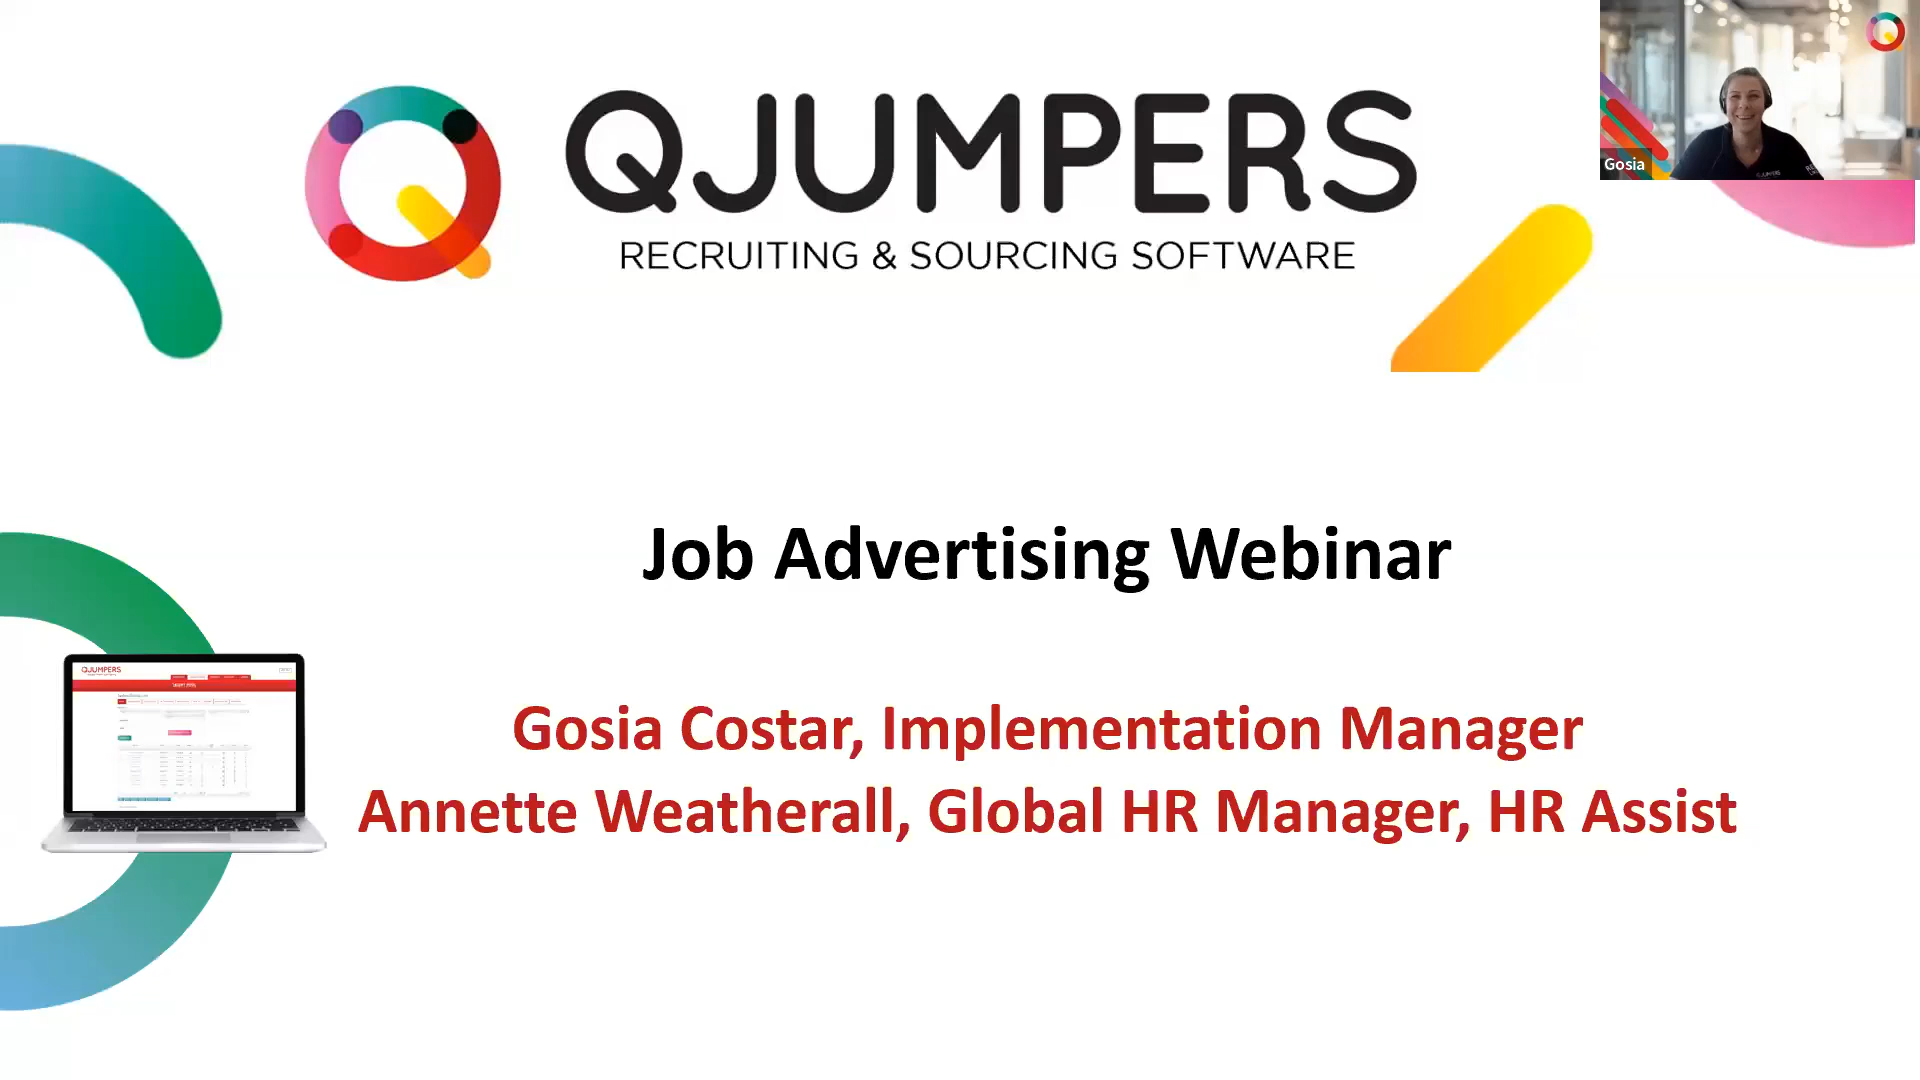 QJUMPERS
RECRUITING & SOURCING SOFTWARE
Gosia
Job Advertising Webinar
QJUMPERS
Gosia Costar, Implementation Manager
Annette Weatherall, Global HR Manager, HR Assist